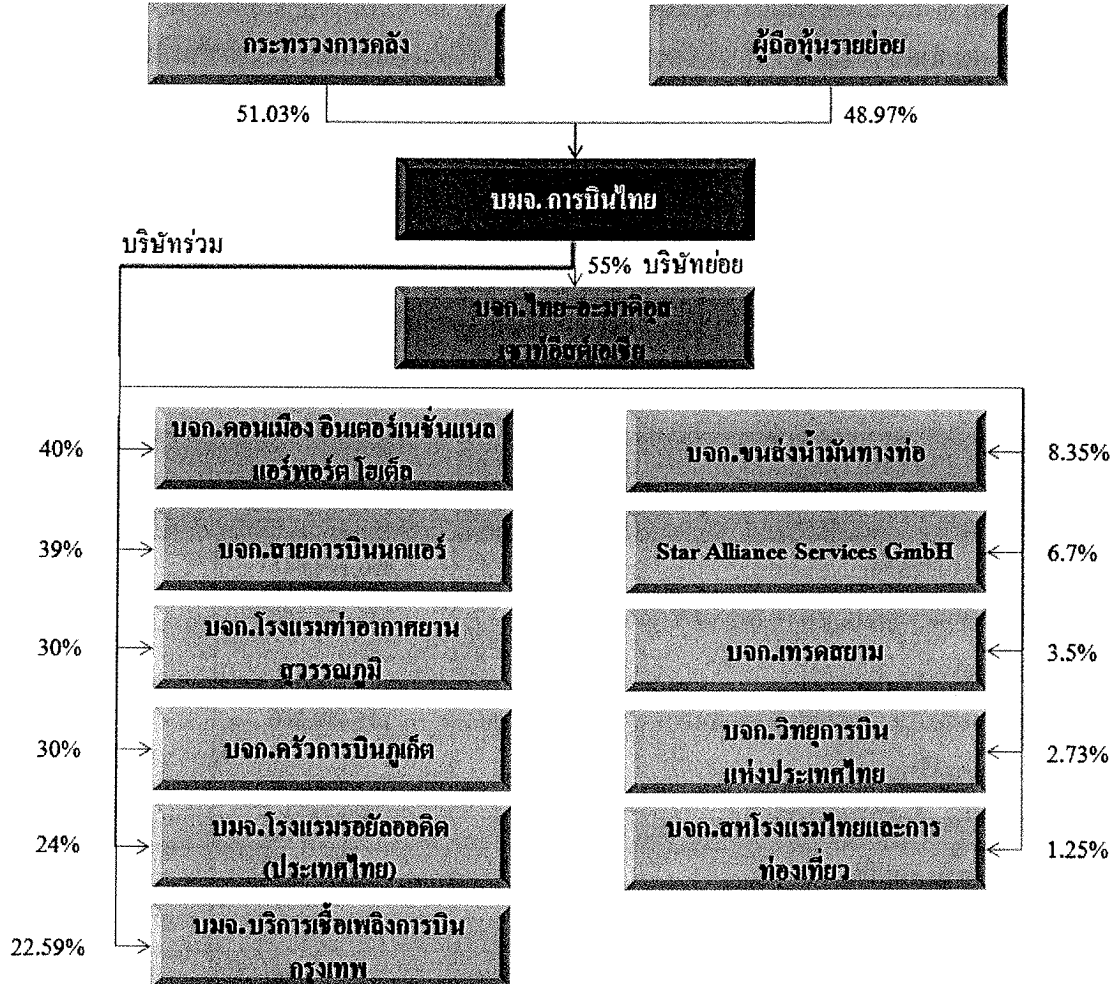 กระทรวงการคลัง
ผู้ถือหุ้นรายย่อย
51.03%
48.97%
บมจ. การบินไทย
บริษัทร่วม
55% บริษัทย่อย
บจก.ไทย-อะมาดิอุส
เซาท์อีสต์เอเชีย
40%
บจก.ดอนเมือง อินเตอร์เนชั่นแนล
แอร์พอร์ต โฮเต็ล
บจก.ขนส่งน้ำมันทางท่อ
8.35%
39%
บจก.สายการบินนกแอร์
Star Alliance Services GmbH
6.7%
30%
บจก.โรงแรมท่าอากาศยาน
สุวรรณภูมิ
บจก.เทรดสยาม
3.5%
30%
บจก.ครัวการบินภูเก็ต
บจก.วิทยุการบิน
แห่งประเทศไทย
2.73%
24%
บมจ.โรงแรมรอยัลออคิด
(ประเทศไทย)
บจก.สหโรงแรมไทยและการ
ท่องเที่ยว
1.25%
22.59%
บมจ.บริการเชื้อเพลิงการบิน
กรุงเทพ